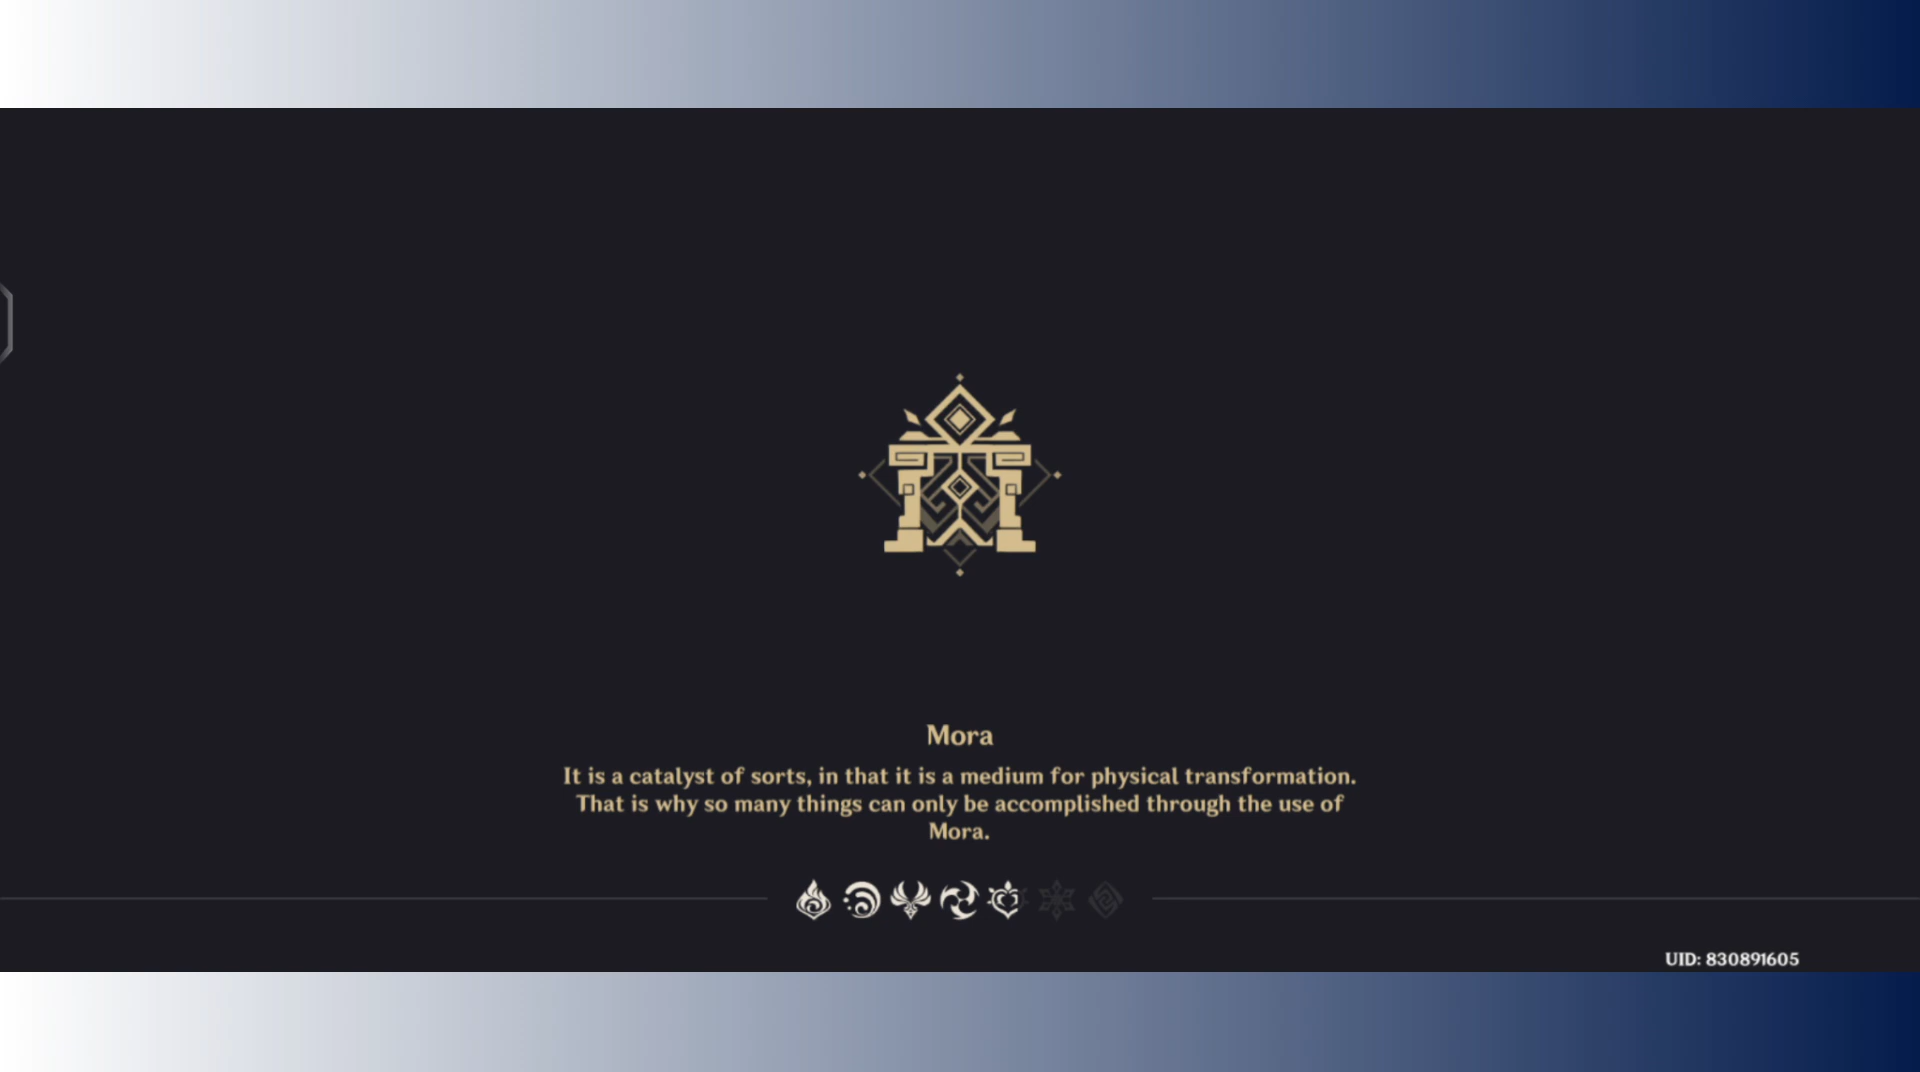 Mora
It is a catalyst of sorts, in that it is a medium for physical transformation.
That is why so many things can only be accomplished through the use of
Mora.
UID: 830891605